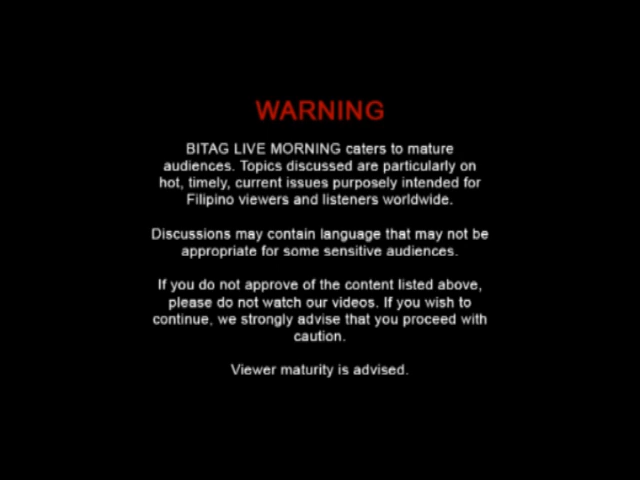 WARNING
BITAG LIVE MORNING caters to mature
audiences. Topics discussed are particularly on
hot, timely, current issues purposely intended for
Filipino viewers and listeners worldwide.
Discussions may contain language that may not be
appropriate for some sensitive audiences.
If you do not approve of the content listed above,
please do not watch our videos. If you wish to
continue, we strongly advise that you proceed with
caution.
Viewer maturity is advised.